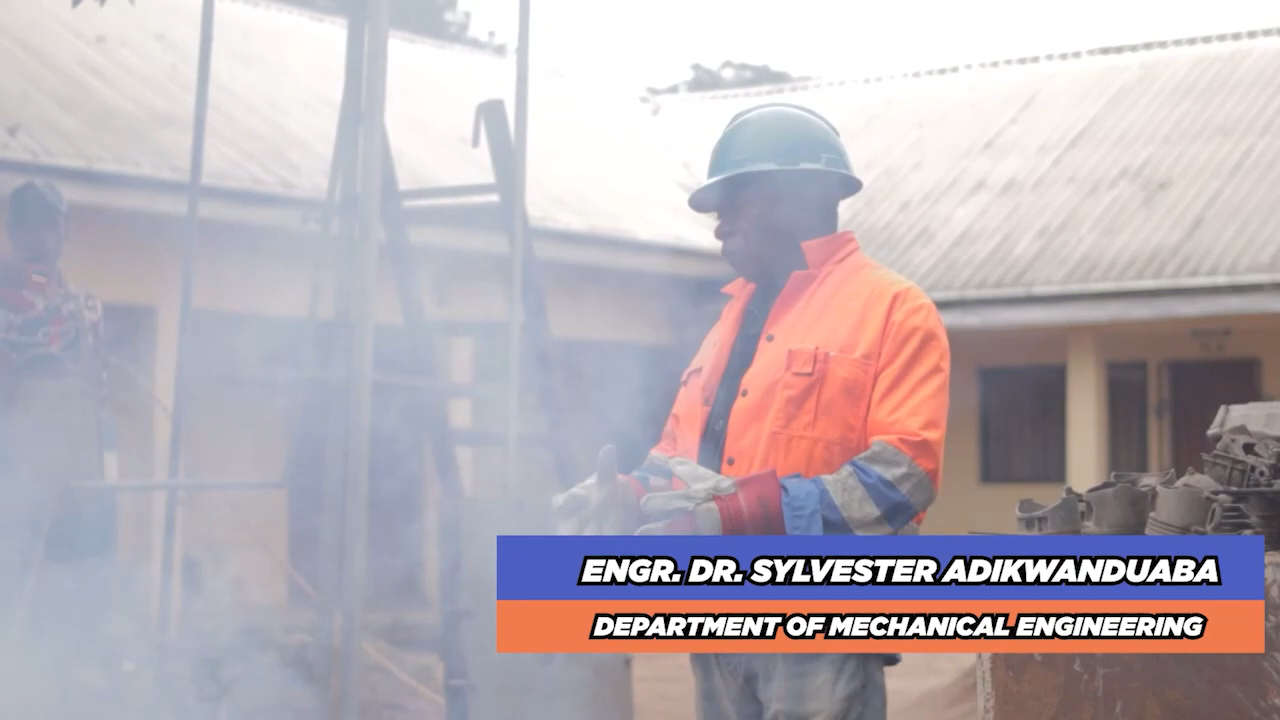 ENGR. DR. SYLVESTER ADIKWANDUABA
DEPARTMENT OF MECHANICAL ENGINEERING